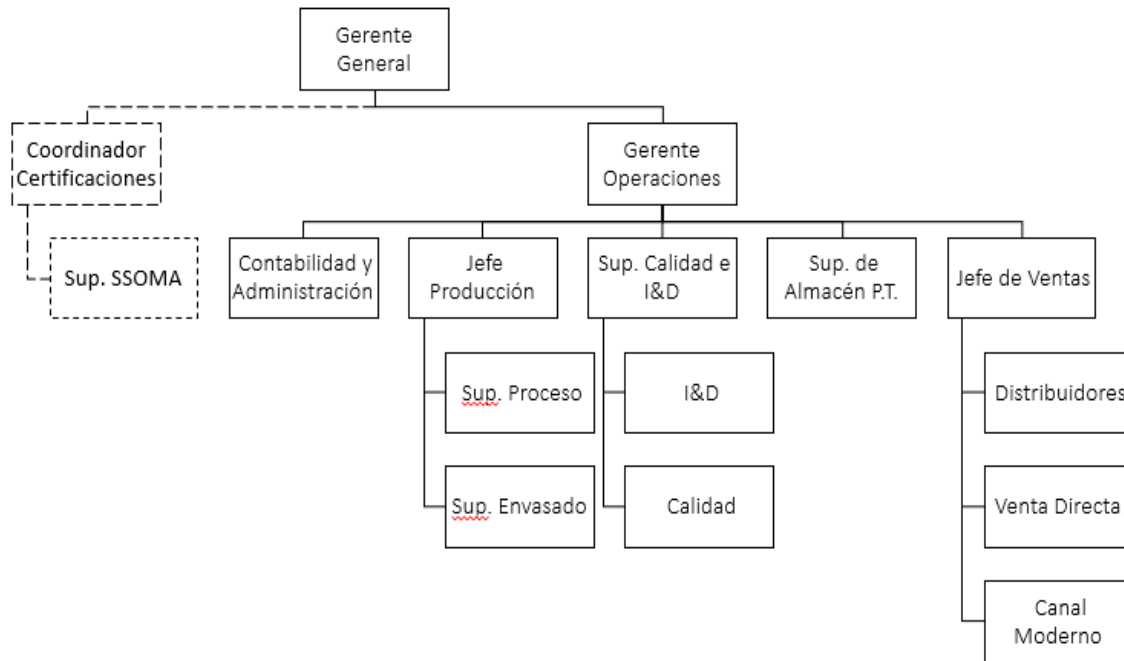 Gerente
General
Coordinador
Certificaciones
Gerente
Operaciones
Sup. SSOMA
Contabilidad y
Administración
Jefe
Producción
Sup. Calidad e
I&D
Sup. de
Almacén P.T.
Jefe de Ventas
Sup. Proceso
I&D
Distribuidores
Sup. Envasado
Calidad
Venta Directa
Canal
Moderno